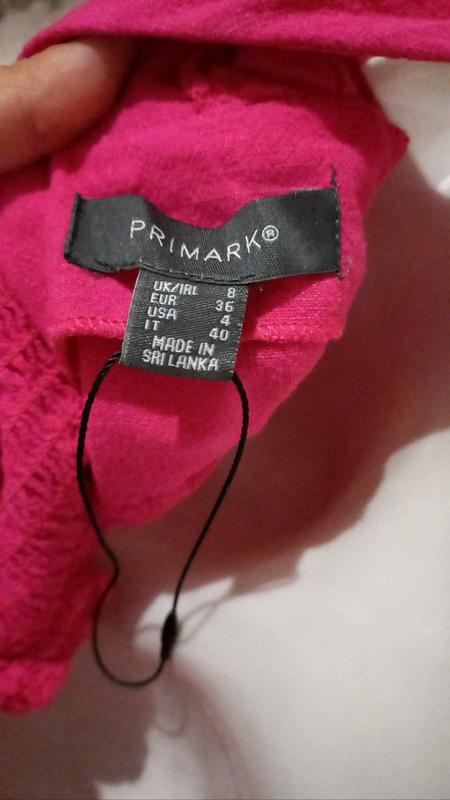 PRIMARK®
UK/IRL 8
EUR 36
USA 4
IT 40
MADE IN
SRI LANKA